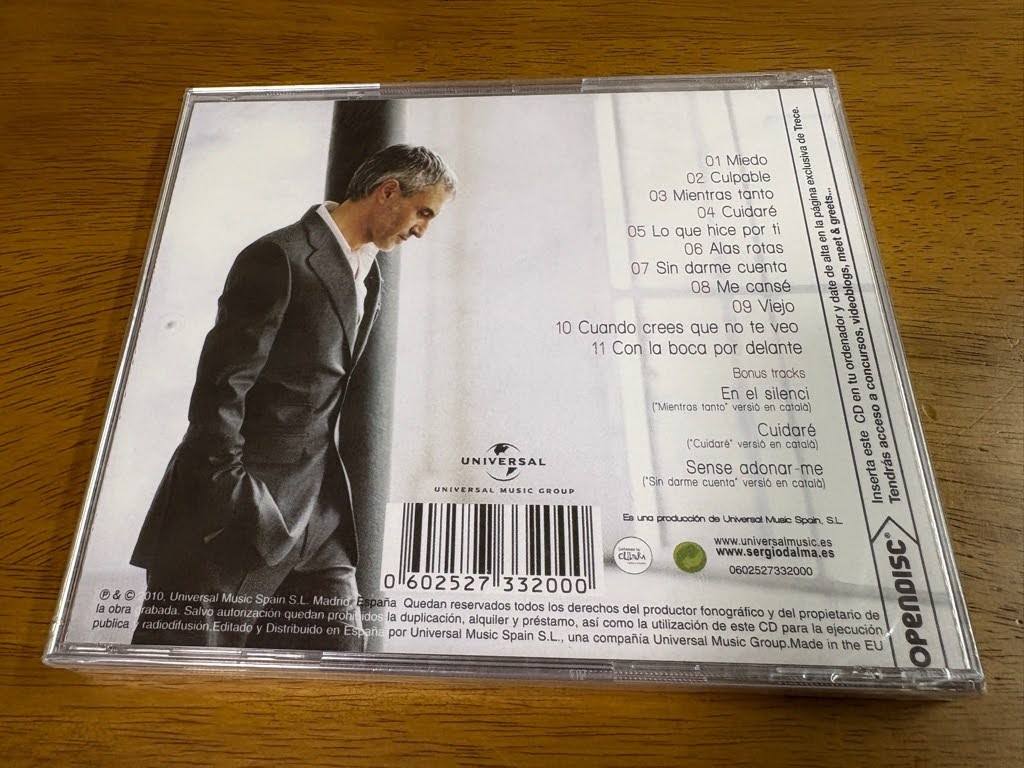 01 Miedo
02 Culpable
03 Mientras tanto
04 Cuidaré
05 Lo que hice por ti
06 Alas rotas
07 Sin darme cuenta
08 Me cansé
09 Viejo
10 Cuando crees que no te veo
11 Con la boca por delante
Bonus tracks
En el silenci
("Mientras tanto" versió en català)
Cuidaré
("Cuidaré" versió en català)
Sense adonar-me
("Sin darme cuenta" versió en català)
UNIVERSAL
UNIVERSAL MUSIC GROUP
Es una producción de Universal Music Spain, S.L.
www.universalmusic.es
www.sergiodalma.es
0602527332000
0 602527 332000
℗ & © 2010, Universal Music Spain S.L. Madrid, España Quedan reservados todos los derechos del productor fonográfico y del propietario de
la obra grabada. Salvo autorización quedan prohibidos la duplicación, alquiler y préstamo, así como la utilización de este CD para la ejecución
publica y radiodifusión.Editado y Distribuido en España por Universal Music Spain S.L., una compañía Universal Music Group.Made in the EU
OPENDISC®
Inserta este CD en tu ordenador y date de alta en la página exclusiva de Trece.
Tendrás acceso a concursos, videoblogs, meet & greets...